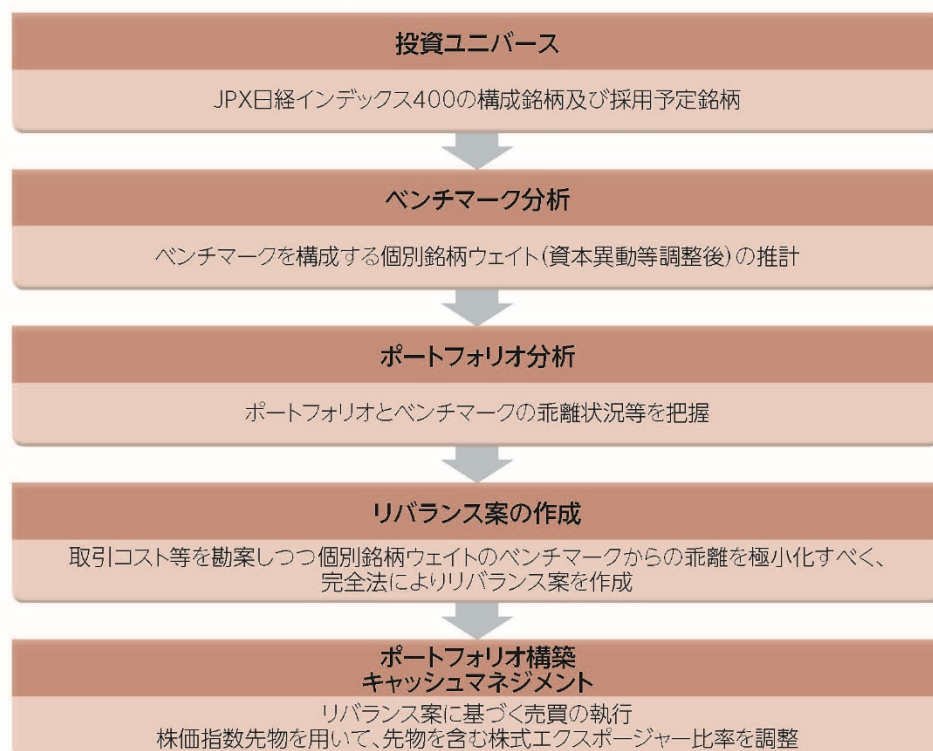 投資ユニバース
JPX日経インデックス400の構成銘柄及び採用予定銘柄
ベンチマーク分析
ベンチマークを構成する個別銘柄ウェイト(資本異動等調整後)の推計
ポートフォリオ分析
ポートフォリオとベンチマークの乖離状況等を把握
リバランス案の作成
取引コスト等を勘案しつつ個別銘柄ウェイトのベンチマークからの乖離を極小化すべく、
完全法によりリバランス案を作成
ポートフォリオ構築
キャッシュマネジメント
リバランス案に基づく売買の執行
株価指数先物を用いて、先物を含む株式エクスポージャー比率を調整